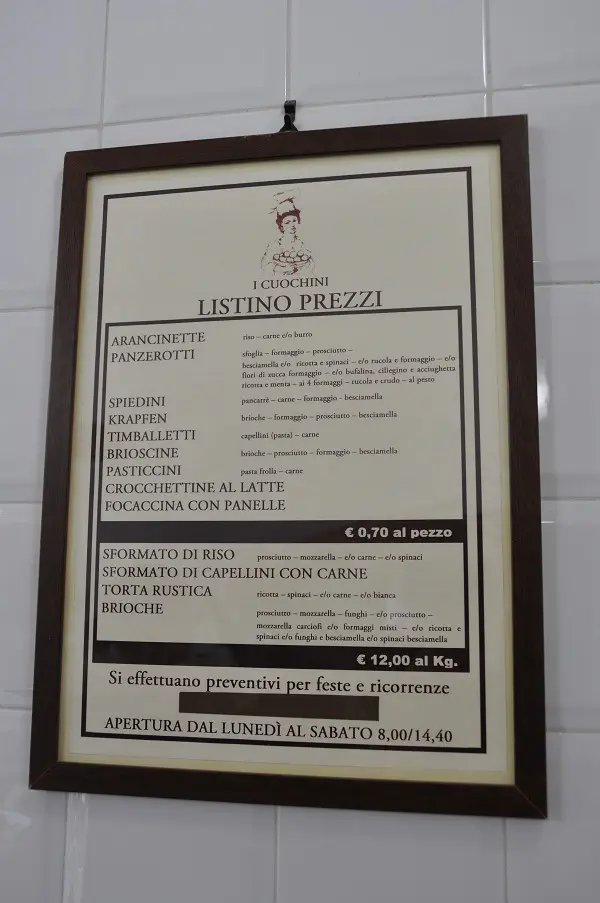 I CUOCHINI
LISTINO PREZZI
ARANCINETTE riso – carne e/o burro
PANZEROTTI sfoglia – formaggio – prosciutto –
besciamella e/o ricotta e spinaci – e/o rucola e formaggio – e/o
fiori di zucca formaggio – e/o bufalina, ciliegino e acciughetta
ricotta e menta – ai 4 formaggi – rucola e crudo – al pesto
SPIEDINI pancarrè – carne – formaggio – besciamella
KRAPFEN brioche – formaggio – prosciutto – besciamella
TIMBALLETTI capellini (pasta) – carne
BRIOSCINE brioche – prosciutto – formaggio – besciamella
PASTICCINI pasta frolla – carne
CROCCHETTINE AL LATTE
FOCACCINA CON PANELLE
€ 0,70 al pezzo
SFORMATO DI RISO prosciutto – mozzarella – e/o carne – e/o spinaci
SFORMATO DI CAPELLINI CON CARNE
TORTA RUSTICA ricotta – spinaci – e/o carne – e/o bianca
BRIOCHE prosciutto – mozzarella – funghi – e/o prosciutto –
mozzarella carciofi e/o formaggi misti – e/o ricotta e
spinaci e/o funghi e besciamella e/o spinaci besciamella
€ 12,00 al Kg.
Si effettuano preventivi per feste e ricorrenze
APERTURA DAL LUNEDÌ AL SABATO 8,00/14,40